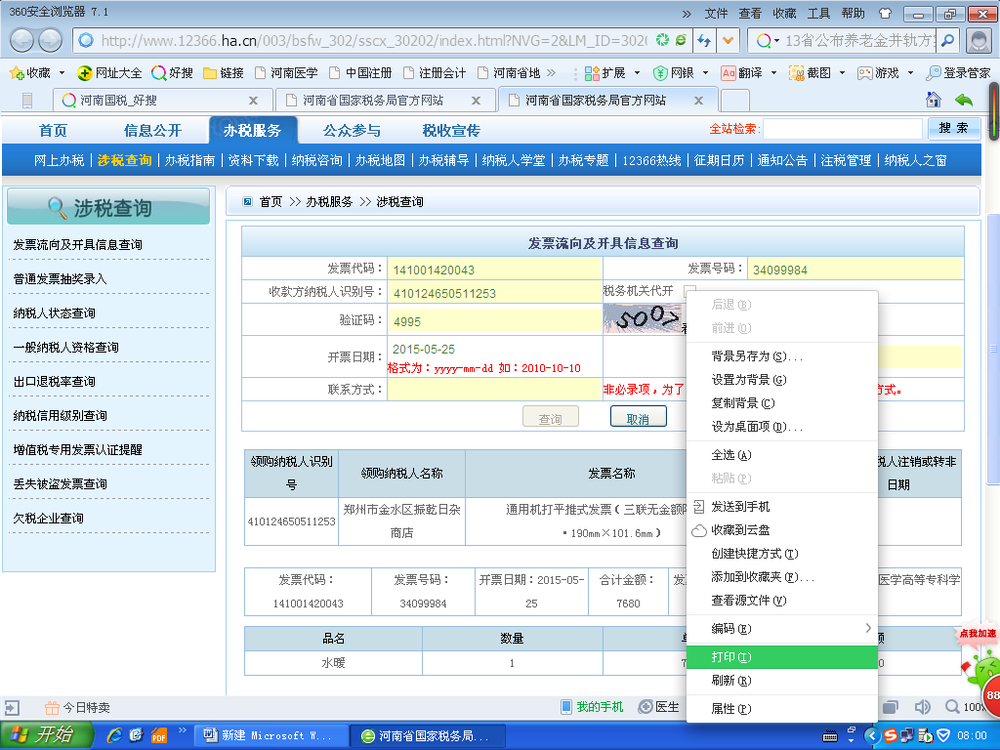 360安全浏览器 7.1
» 文件 查看 收藏 工具 帮助
http://www.12366.ha.cn/003/bsfw_302/sscx_30202/index.html?NVG=2&LM_ID=3020
13省公布养老金并轨方
收藏 网址大全 好搜 链接 河南医学 中国注册 注册会计 河南省地 » 扩展 网银 翻译 截图 游戏 登录管家
河南国税_好搜 河南省国家税务局官方网站 河南省国家税务局官方网站
首页 信息公开 办税服务 公众参与 税收宣传 全站检索: 搜 索
网上办税 | 涉税查询 | 办税指南 | 资料下载 | 纳税咨询 | 办税地图 | 办税辅导 | 纳税人学堂 | 办税专题 | 12366热线 | 征期日历 | 通知公告 | 注税管理 | 纳税人之窗
涉税查询
发票流向及开具信息查询
普通发票抽奖录入
纳税人状态查询
一般纳税人资格查询
出口退税率查询
纳税信用级别查询
增值税专用发票认证提醒
丢失被盗发票查询
欠税企业查询
首页 >> 办税服务 >> 涉税查询
发票流向及开具信息查询
发票代码： 141001420043 发票号码： 34099984
收款方纳税人识别号： 410124650511253 税务机关代开
验证码： 4995 5007
开票日期： 2015-05-25
格式为：yyyy-mm-dd 如：2010-10-10
联系方式： 非必录项，为了 方式。
查询 取消
领购纳税人识别号 领购纳税人名称 发票名称 税人注销或转非 日期
410124650511253 郑州市金水区振乾日杂商店 通用机打平推式发票（三联无金额限
▪190mm×101.6mm）
发票代码： 发票号码： 开票日期：2015-05-25 合计金额： 发 医学高等专科学
141001420043 34099984 7680
品名 数量 单 额
水暖 1 7 0
后退(B)
前进(O)
背景另存为(S)...
设置为背景(G)
复制背景(C)
设为桌面项(D)...
全选(A)
粘贴(P)
发送到手机
收藏到云盘
创建快捷方式(T)
添加到收藏夹(F)...
查看源文件(V)
编码(E)
打印(I)
刷新(R)
属性(P)
点我加速
88
今日特卖 我的手机 医生 100%
开始 PDF » 新建 Microsoft W... 河南省国家税务局... 08:00